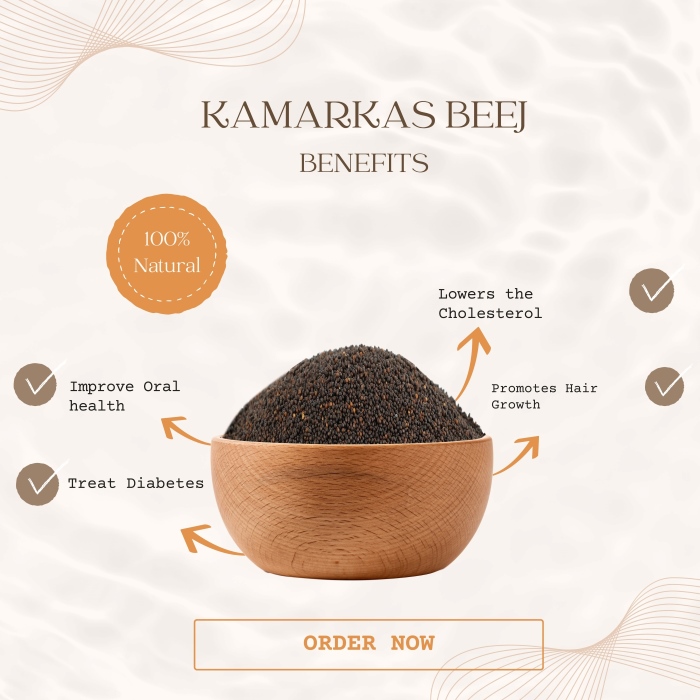 KAMARKAS BEEJ
BENEFITS
100%
Natural
Lowers the
Cholesterol
Improve Oral
health
Promotes Hair
Growth
Treat Diabetes
ORDER NOW